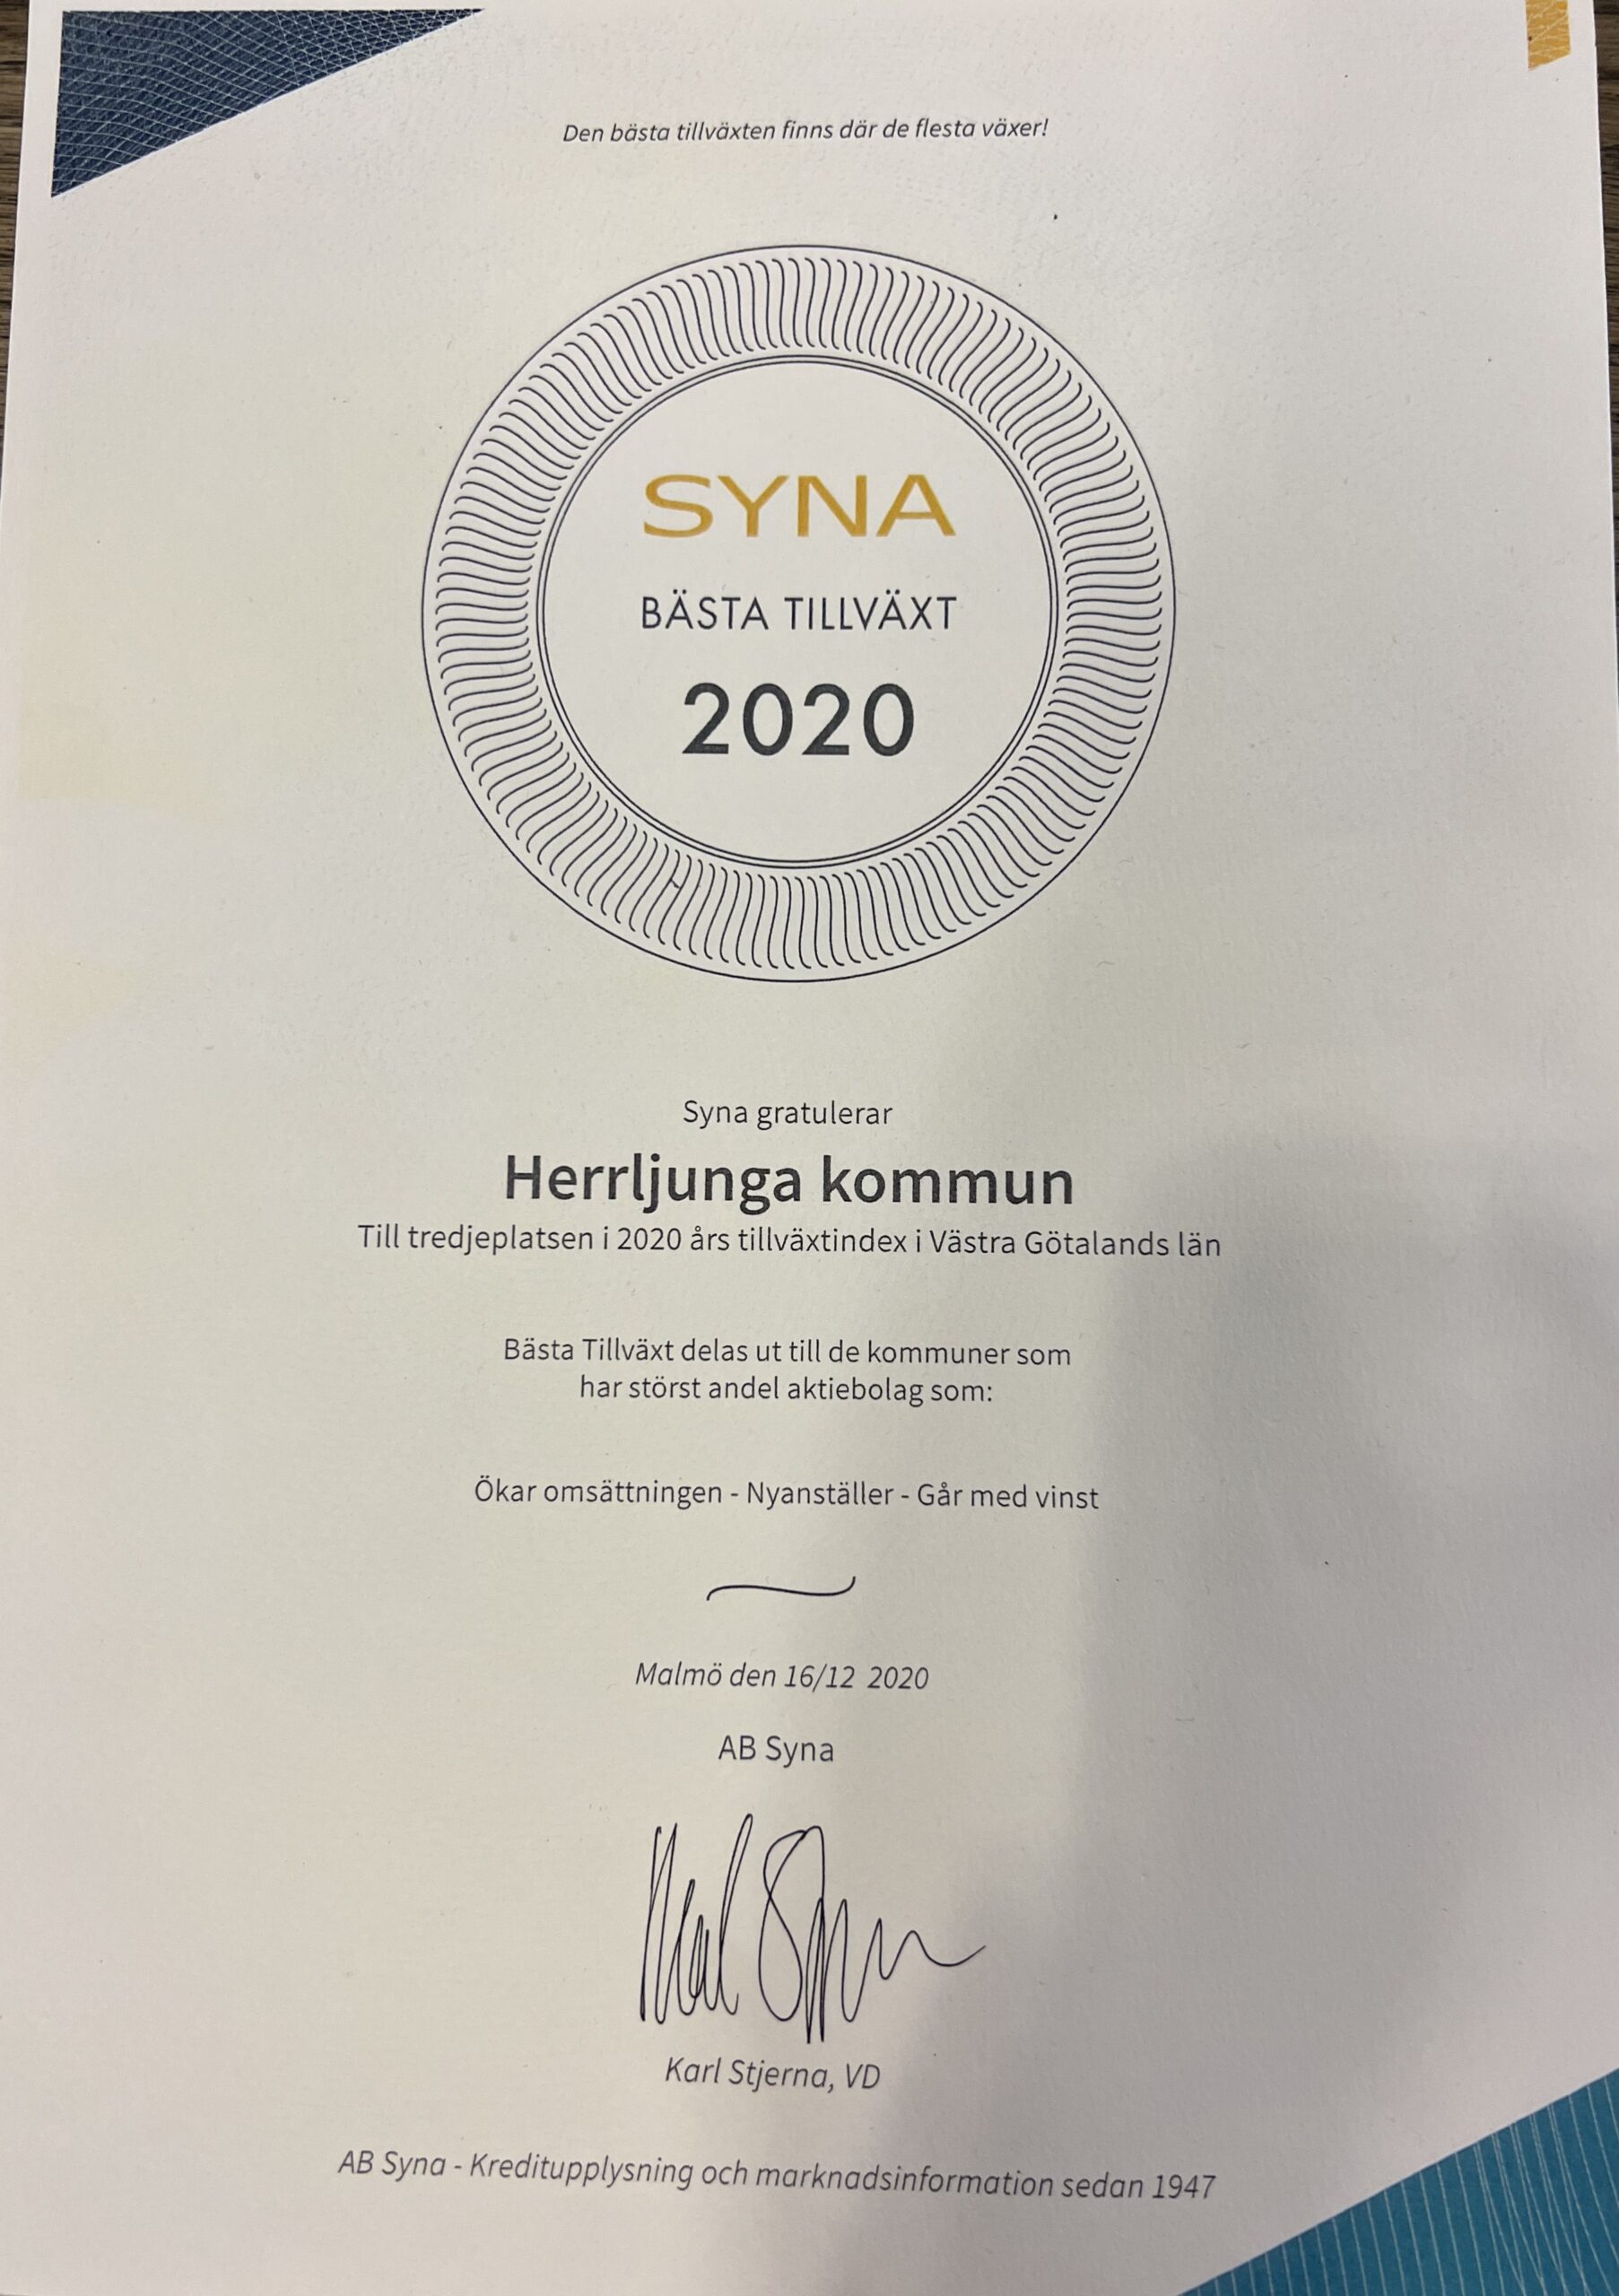 Den bästa tillväxten finns där de flesta växer!
SYNA
BÄSTA TILLVÄXT
2020
Syna gratulerar
Herrljunga kommun
Till tredjeplatsen i 2020 års tillväxtindex i Västra Götalands län
Bästa Tillväxt delas ut till de kommuner som
har störst andel aktiebolag som:
Ökar omsättningen - Nyanställer - Går med vinst
Malmö den 16/12 2020
AB Syna
Karl Stjerna, VD
AB Syna - Kreditupplysning och marknadsinformation sedan 1947